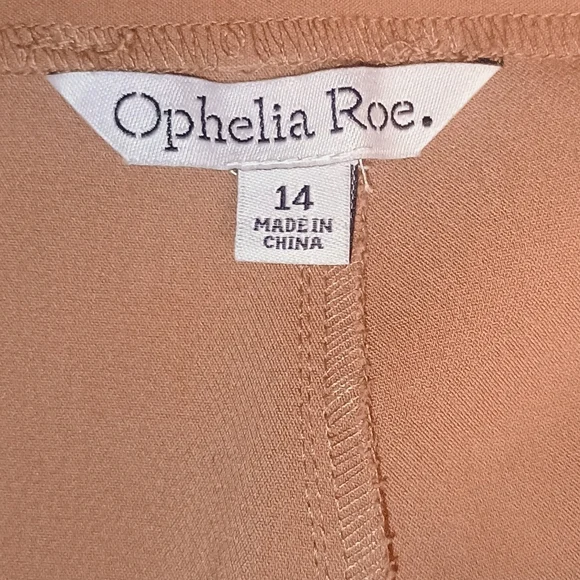 Ophelia Roe.
14
MADE IN
CHINA